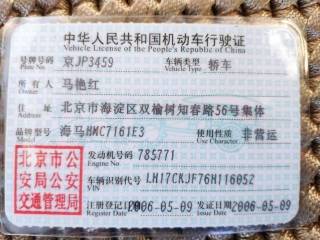 中华人民共和国机动车行驶证
Vehicle License of the People's Republic of China
号牌号码 京JP3459 车辆类型 轿车
Plate No. Vehicle Type
所有人 马艳红
Owner
住址 北京市海淀区双榆树知春路56号集体
Address
品牌型号 海马HMC7161E3 使用性质 非营运
Model Use Character
北京市公安局公安交通管理局
发动机号码 785771
Engine No.
车辆识别代号 LH17CKJF76H116052
VIN
注册登记日期 2006-05-09 发证日期 2006-05-09
Register Date Issue Date